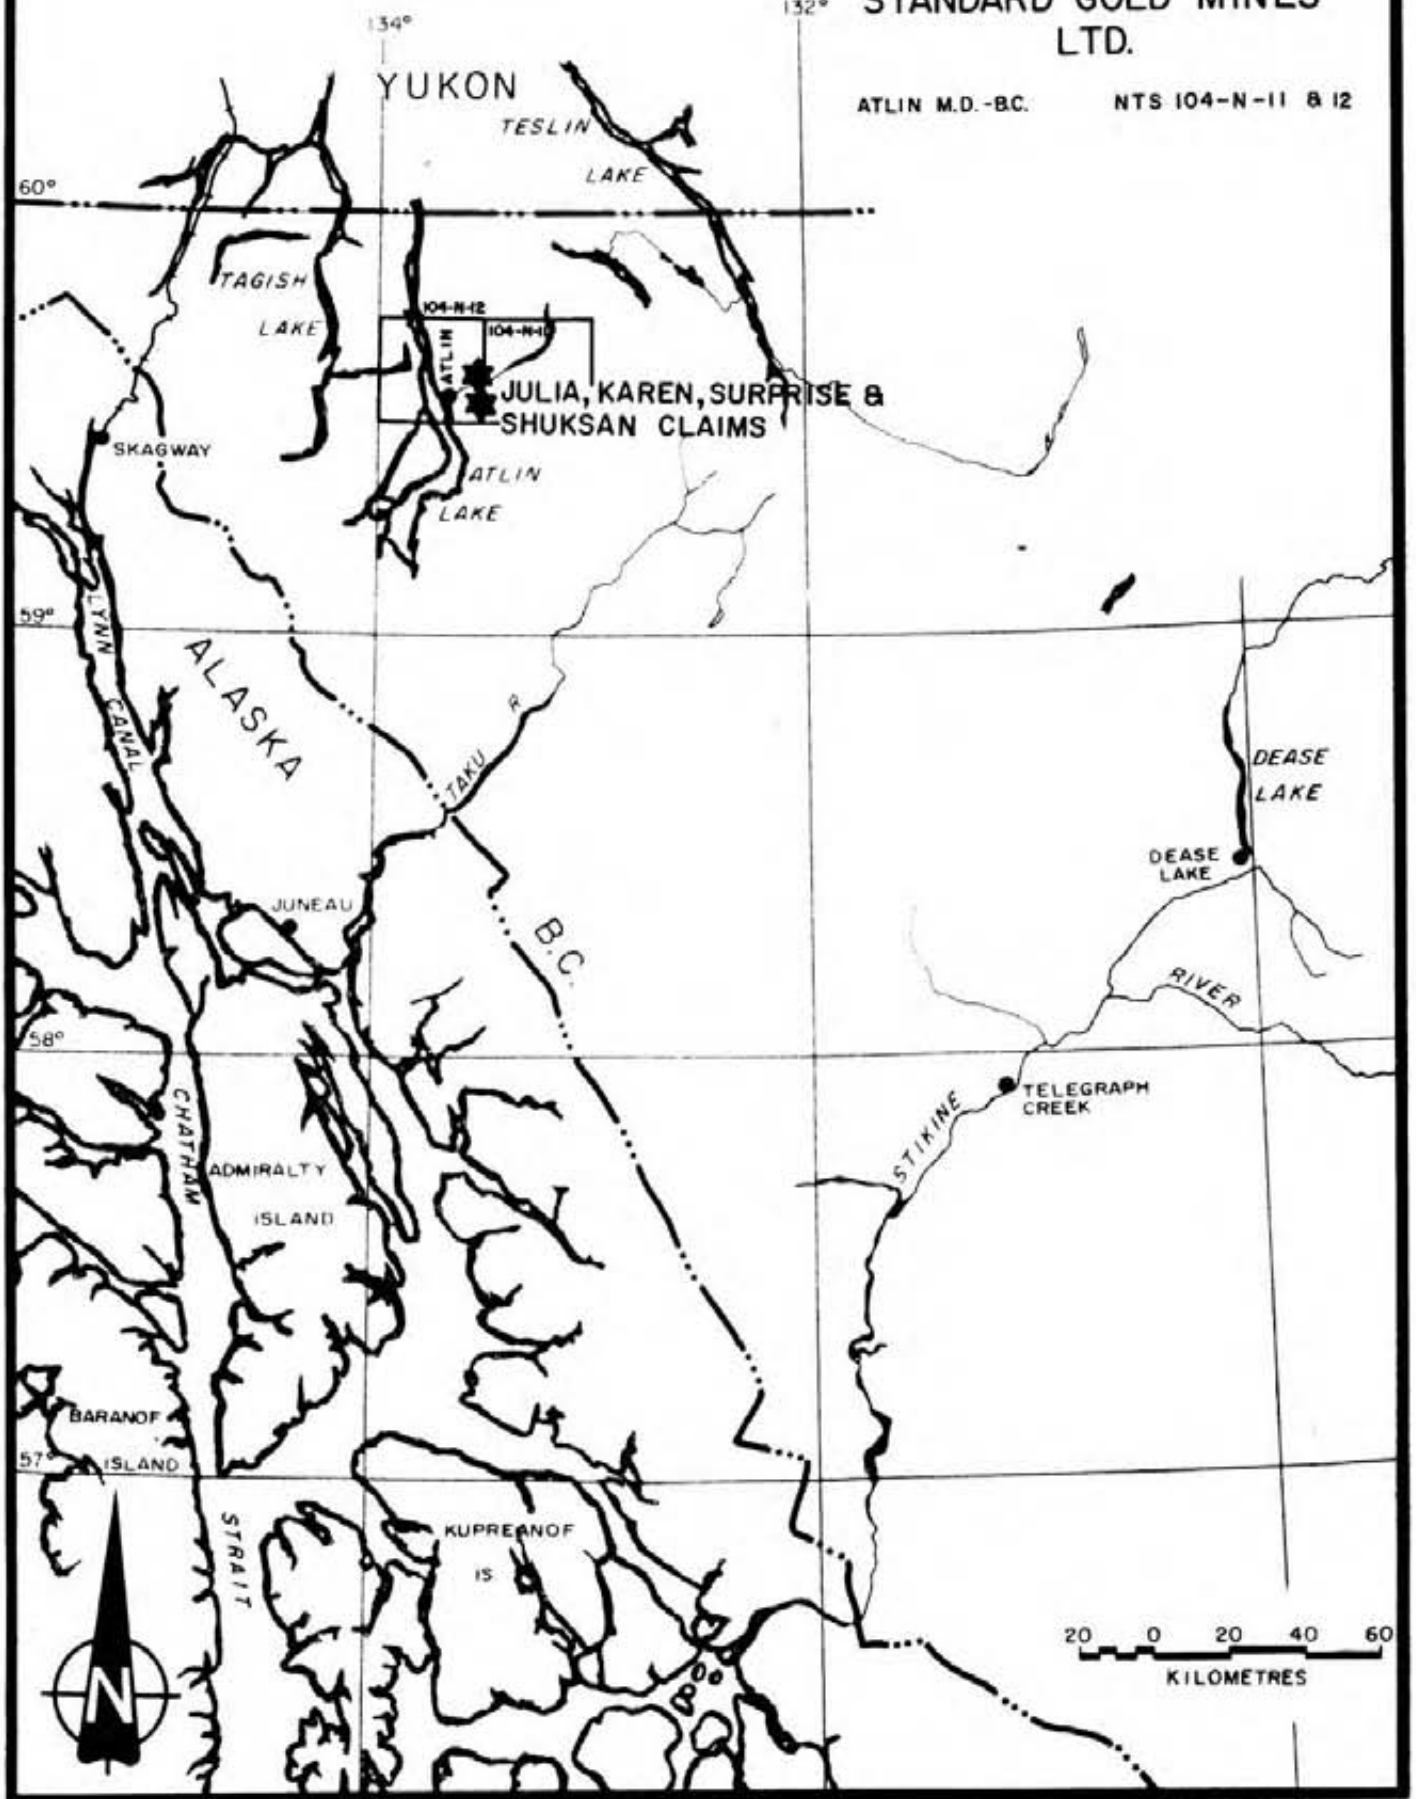 STANDARD GOLD MINES
LTD.
134°
132°
YUKON
ATLIN M.D.-B.C.
NTS 104-N-11 & 12
TESLIN
LAKE
60°
TAGISH
LAKE
104-N-12
104-N-11
ATLIN
JULIA, KAREN, SURPRISE &
SHUKSAN CLAIMS
SKAGWAY
ATLIN
LAKE
59°
LYNN
CANAL
ALASKA
TAKU R
DEASE
LAKE
DEASE
LAKE
JUNEAU
B.C.
RIVER
58°
TELEGRAPH
CREEK
STIKINE
CHATHAM
ADMIRALTY
ISLAND
BARANOF
ISLAND
57°
STRAIT
KUPREANOF
IS
N
20 0 20 40 60
KILOMETRES